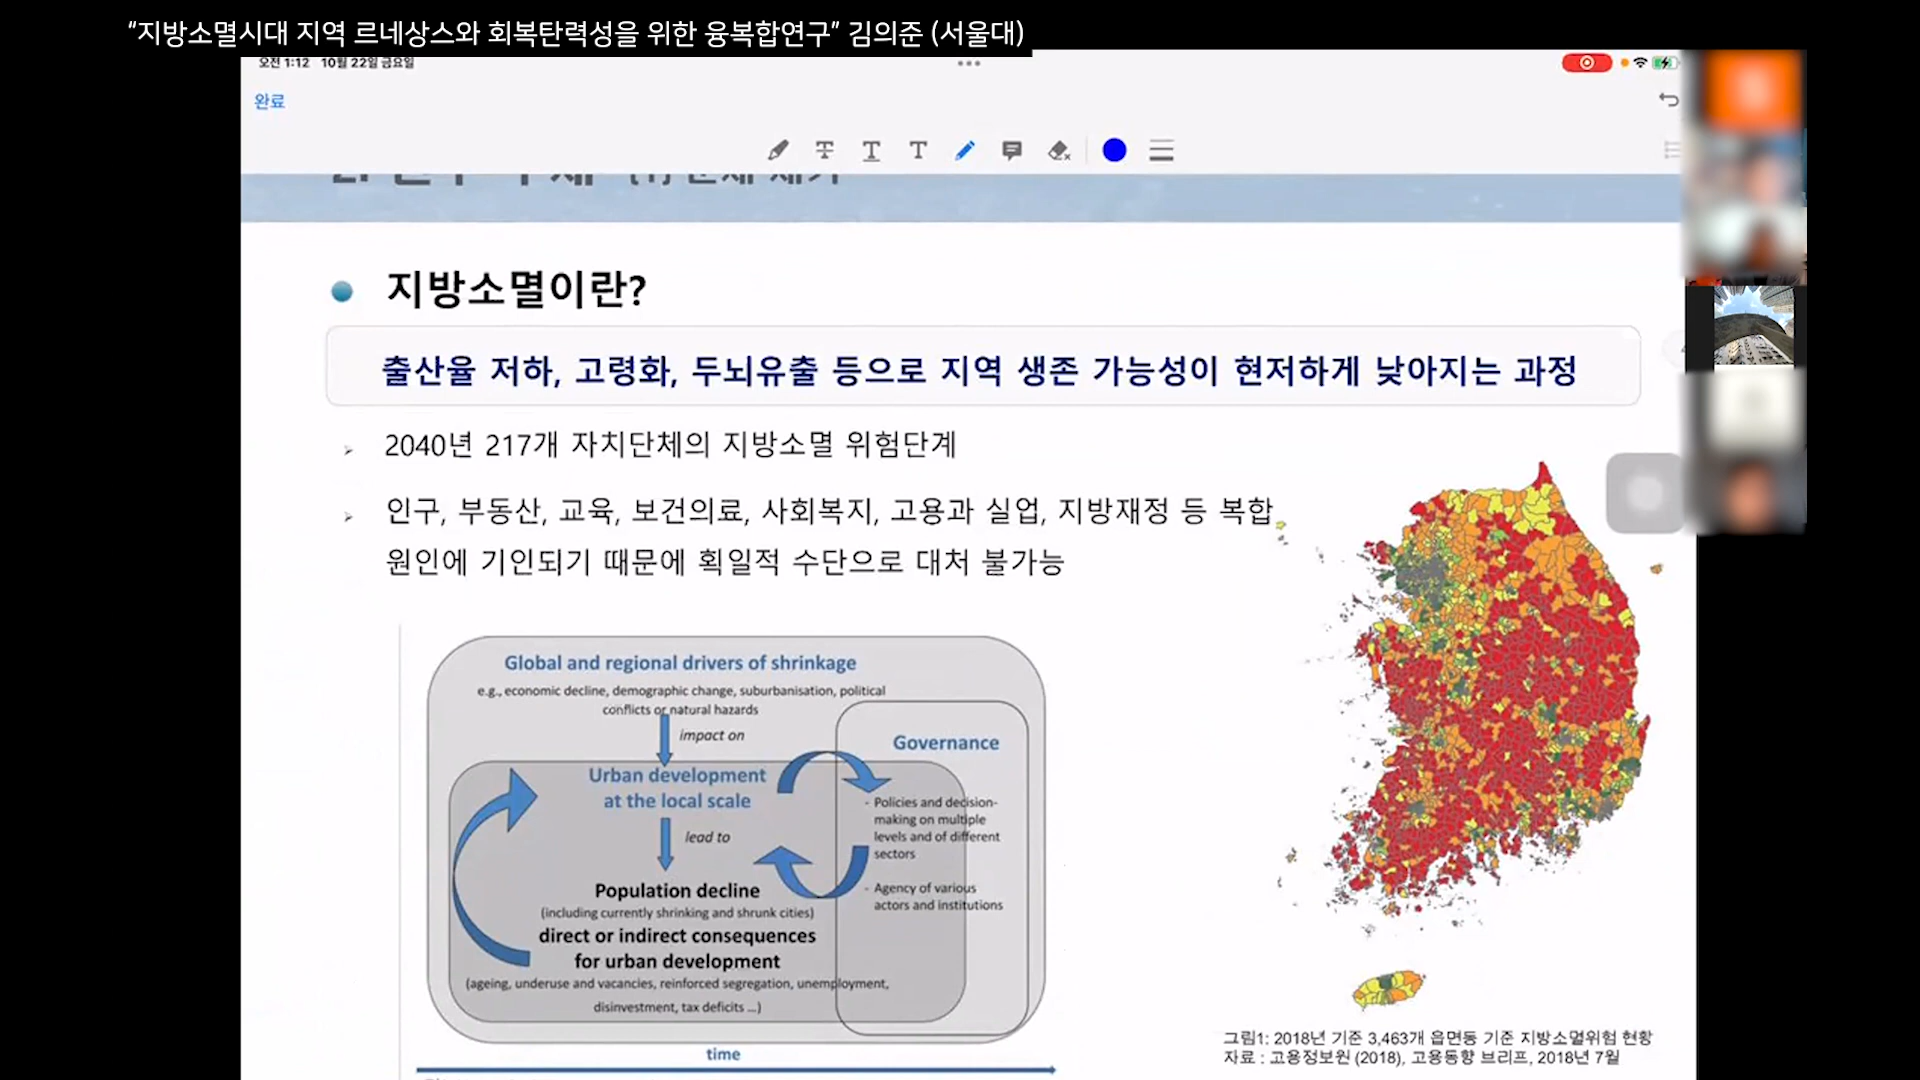 “지방소멸시대 지역 르네상스와 회복탄력성을 위한 융복합연구” 김의준 (서울대)
오전 1:12 10월 22일 금요일
완료
지방소멸이란?
출산율 저하, 고령화, 두뇌유출 등으로 지역 생존 가능성이 현저하게 낮아지는 과정
2040년 217개 자치단체의 지방소멸 위험단계
인구, 부동산, 교육, 보건의료, 사회복지, 고용과 실업, 지방재정 등 복합
원인에 기인되기 때문에 획일적 수단으로 대처 불가능
Global and regional drivers of shrinkage
e.g., economic decline, demographic change, suburbanisation, political
conflicts or natural hazards
impact on
Governance
Urban development
at the local scale
- Policies and decision-
making on multiple
levels and of different
sectors
lead to
- Agency of various
actors and institutions
Population decline
(including currently shrinking and shrunk cities)
direct or indirect consequences
for urban development
(ageing, underuse and vacancies, reinforced segregation, unemployment,
disinvestment, tax deficits ...)
time
그림1: 2018년 기준 3,463개 읍면동 기준 지방소멸위험 현황
자료 : 고용정보원 (2018), 고용동향 브리프, 2018년 7월